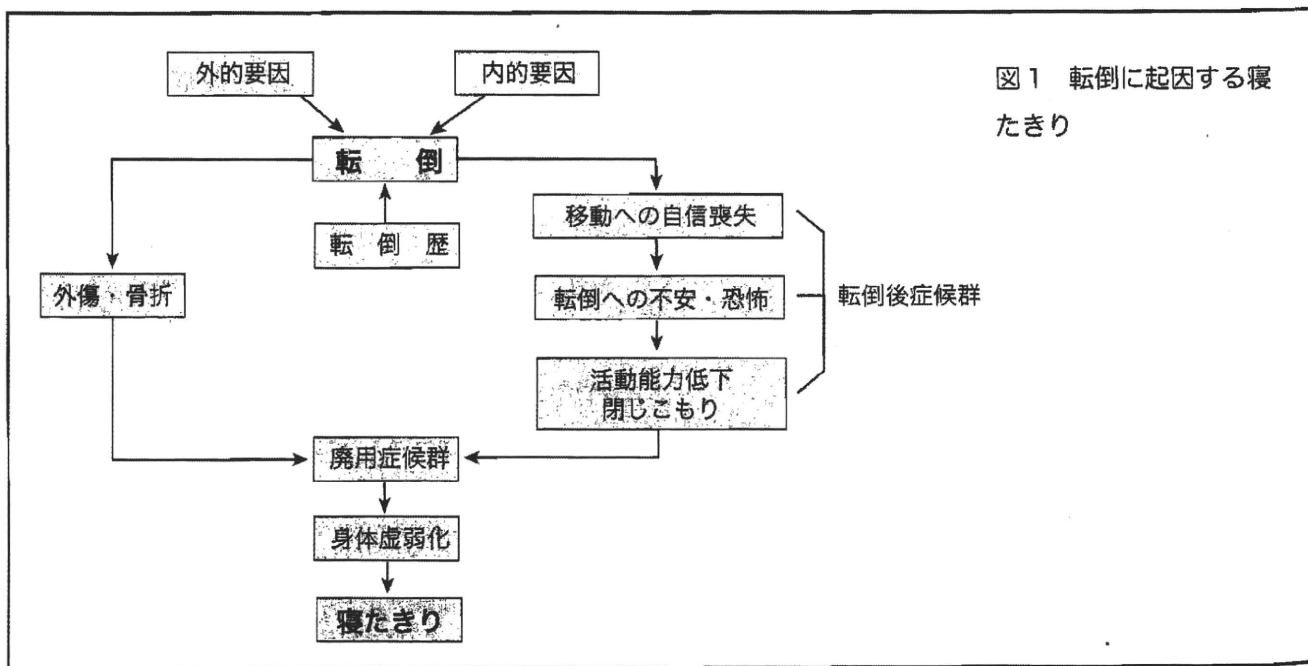 外的要因
内的要因
図1 転倒に起因する寝
たきり
転 倒
移動への自信喪失
転 倒 歴
外傷・骨折
転倒への不安・恐怖
転倒後症候群
活動能力低下
閉じこもり
廃用症候群
身体虚弱化
寝たきり